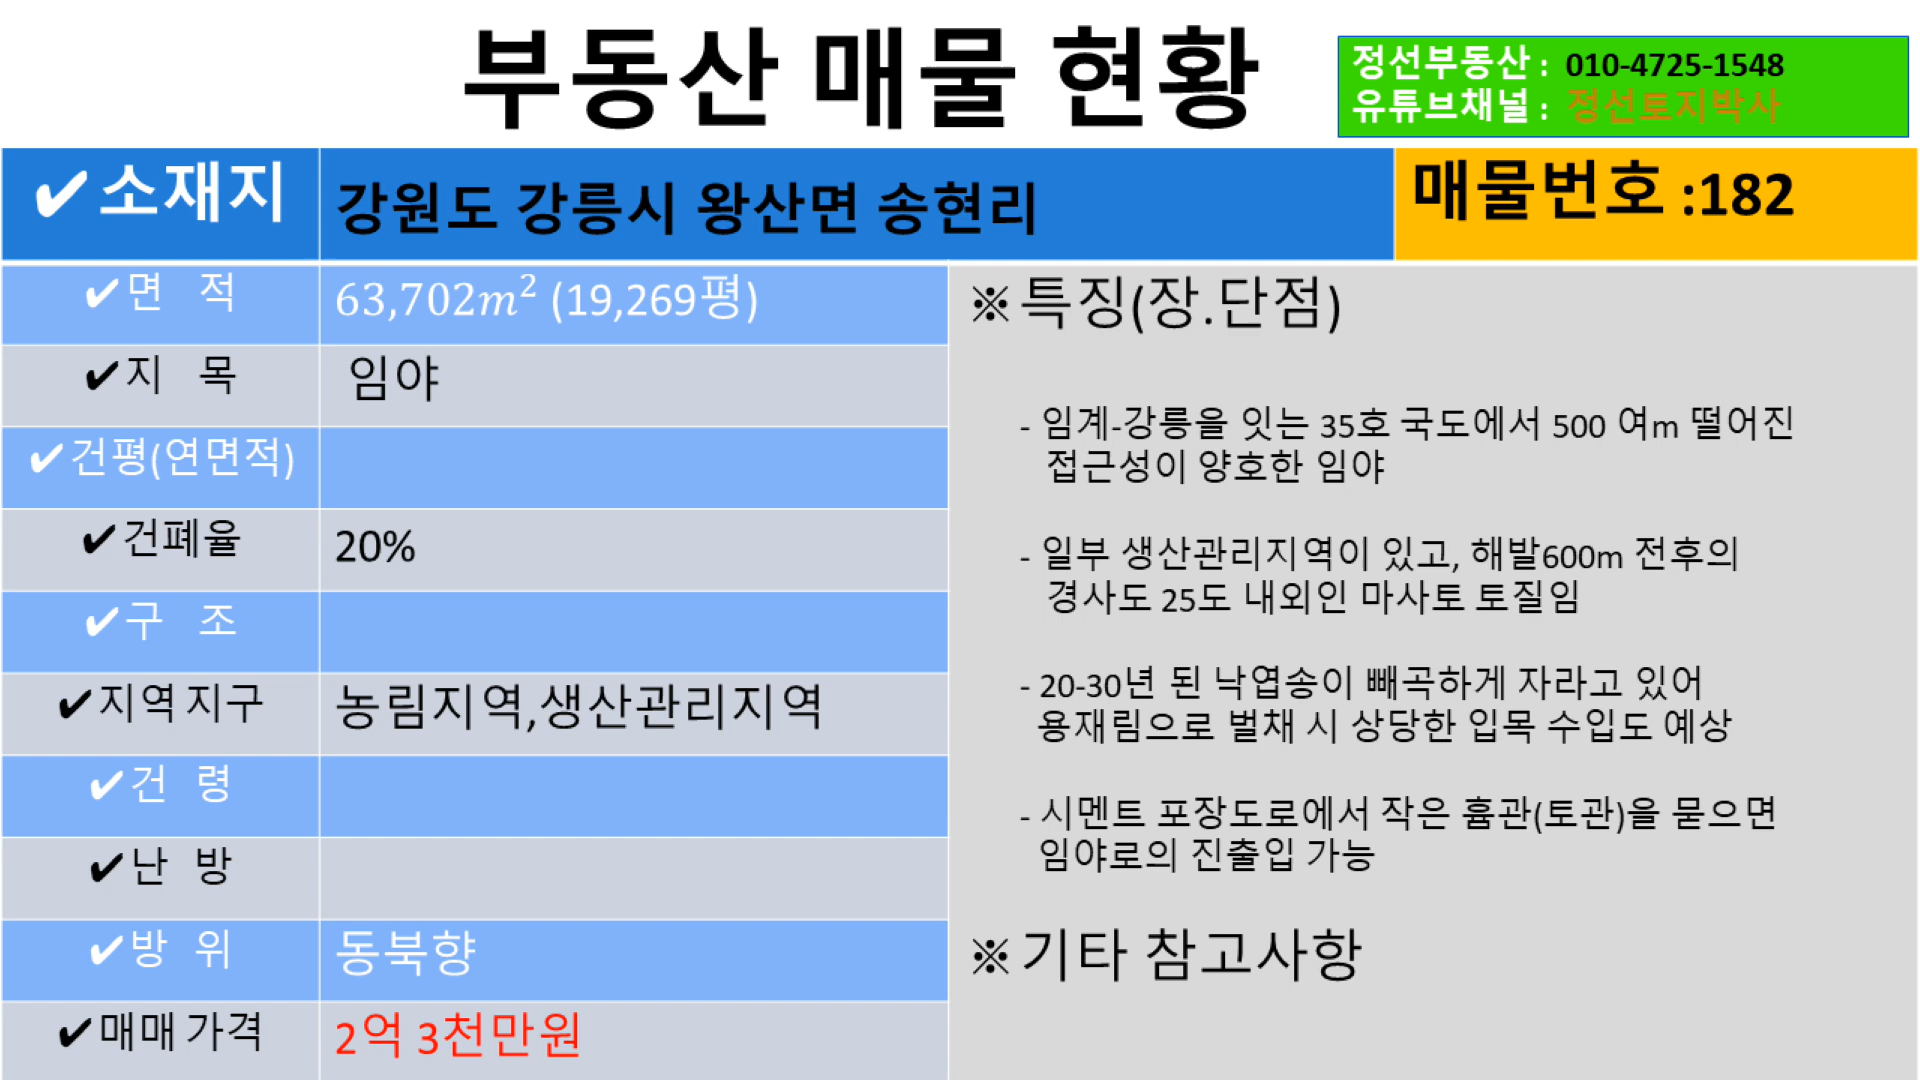 부동산 매물 현황
정선부동산 : 010-4725-1548
유튜브채널 : 정선토지박사
✔소재지 강원도 강릉시 왕산면 송현리 매물번호 :182
✔면 적 63,702m² (19,269평)
✔지 목 임야
✔건평(연면적)
✔건폐율 20%
✔구 조
✔지역지구 농림지역,생산관리지역
✔건 령
✔난 방
✔방 위 동북향
✔매매가격 2억 3천만원
※특징(장.단점)
- 임계-강릉을 잇는 35호 국도에서 500 여m 떨어진
접근성이 양호한 임야
- 일부 생산관리지역이 있고, 해발600m 전후의
경사도 25도 내외인 마사토 토질임
- 20-30년 된 낙엽송이 빼곡하게 자라고 있어
용재림으로 벌채 시 상당한 입목 수입도 예상
- 시멘트 포장도로에서 작은 흄관(토관)을 묻으면
임야로의 진출입 가능
※기타 참고사항